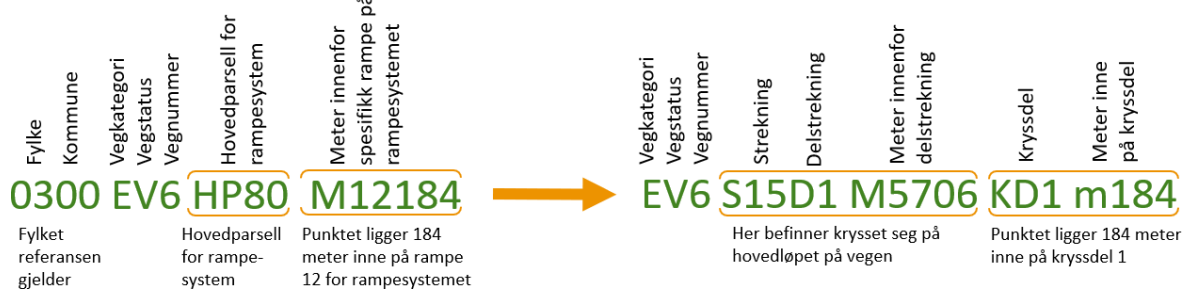 Fylke
Kommune
Vegkategori
Vegstatus
Vegnummer
Hovedparsell for
rampesystem
Meter innenfor
spesifikk rampe på
rampesystemet
0300 EV6 HP80 M12184
Fylket
referansen
gjelder
Hovedparsell
for rampe-
system
Punktet ligger 184
meter inne på rampe
12 for rampesystemet
Vegkategori
Vegstatus
Vegnummer
Strekning
Delstrekning
Meter innenfor
delstrekning
Kryssdel
Meter inne
på kryssdel
EV6 S15D1 M5706 KD1 m184
Her befinner krysset seg på
hovedløpet på vegen
Punktet ligger 184 meter
inne på kryssdel 1